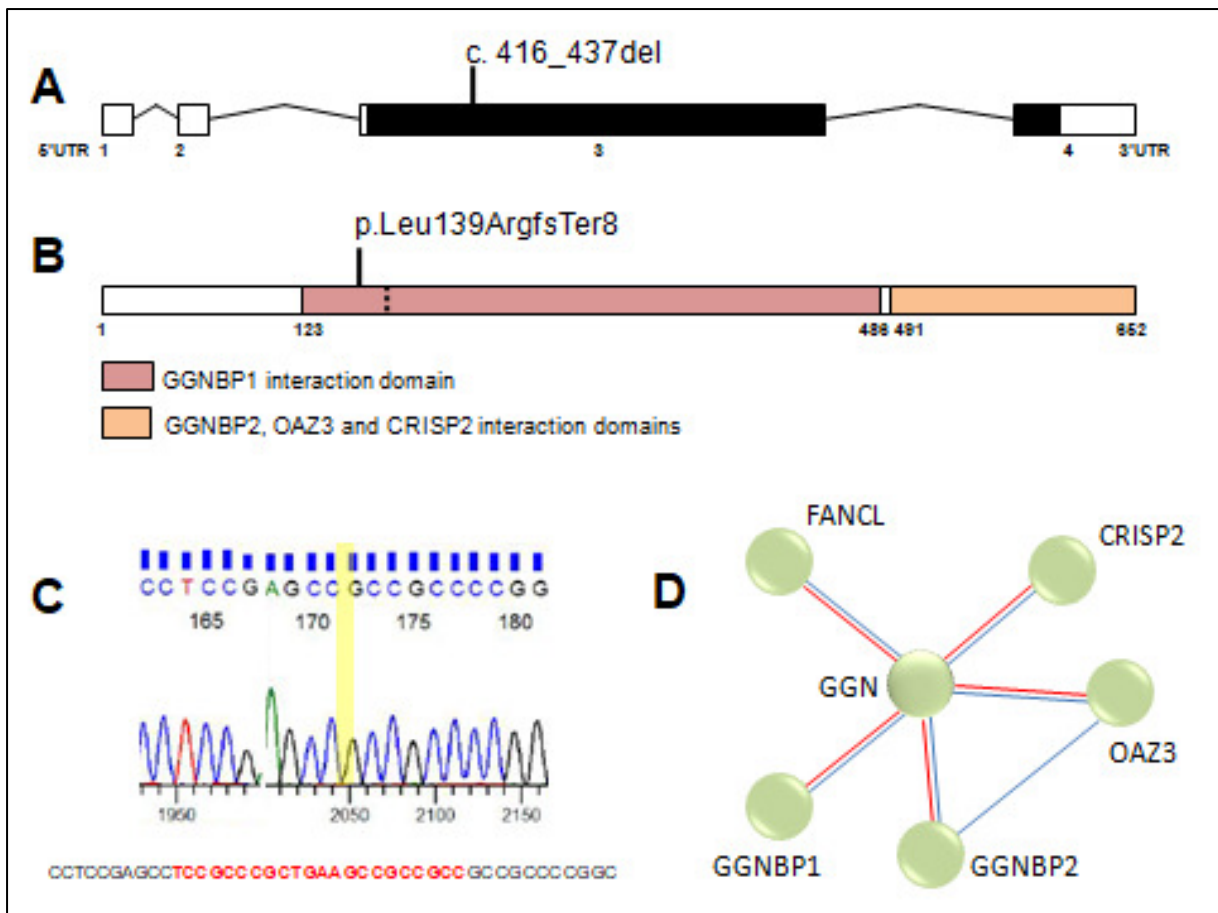 c. 416_437del
A
5'UTR 1 2 3 4 3'UTR
p.Leu139ArgfsTer8
B
1 123 486 491 652
GGNBP1 interaction domain
GGNBP2, OAZ3 and CRISP2 interaction domains
C
CCTCCGAGCCGCCGCCCCGG
165 170 175 180
1950 2050 2100 2150
CCTCCGAGCCTCCGCCCGCTGAAGCCGCCGCCGCCGCCCCGGC
D
FANCL
CRISP2
GGN
OAZ3
GGNBP1
GGNBP2